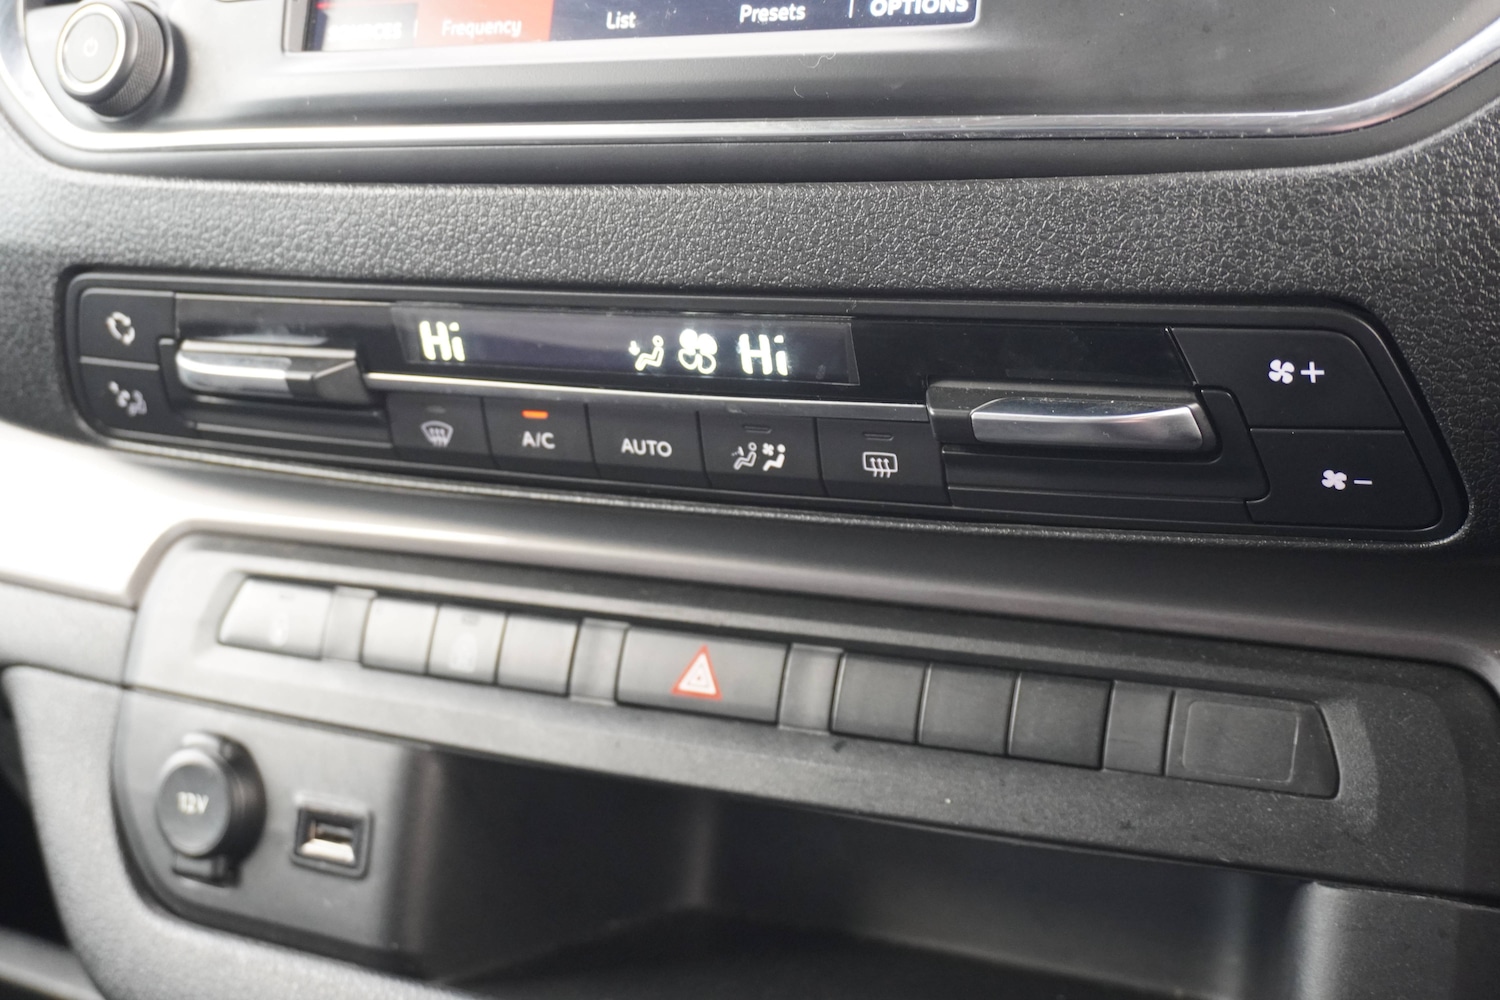 Frequency List Presets OPTIONS
Hi Hi
A/C AUTO
12V